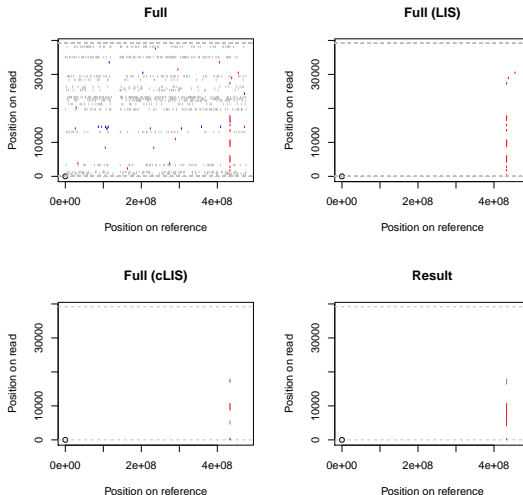 Full
Full (LIS)
Position on read
0 10000 30000
0e+00 2e+08 4e+08
Position on reference
Position on read
0 10000 30000
0e+00 2e+08 4e+08
Position on reference
Full (cLIS)
Result
Position on read
0 10000 30000
0e+00 2e+08 4e+08
Position on reference
Position on read
0 10000 30000
0e+00 2e+08 4e+08
Position on reference